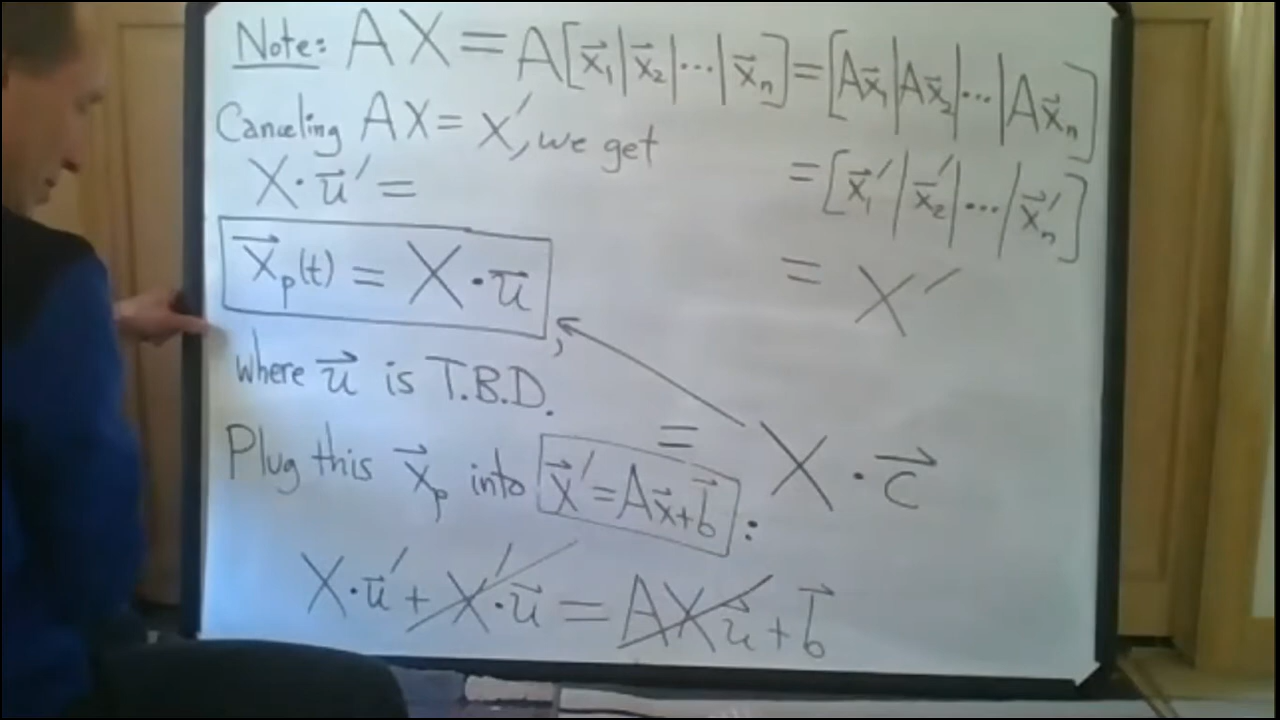 Note: AX = A[x⃗₁|x⃗₂|...|x⃗ₙ] = [Ax⃗₁|Ax⃗₂|...|Ax⃗ₙ]
Canceling AX = X', we get
= [x⃗₁'|x⃗₂'|...|x⃗ₙ']
X·u⃗' =
= X'
x⃗ₚ(t) = X·u⃗,
where u⃗ is T.B.D.
= X·c⃗
Plug this x⃗ₚ into x⃗' = Ax⃗+b⃗ :
X·u⃗' + X'·u⃗ = AXu⃗ + b⃗